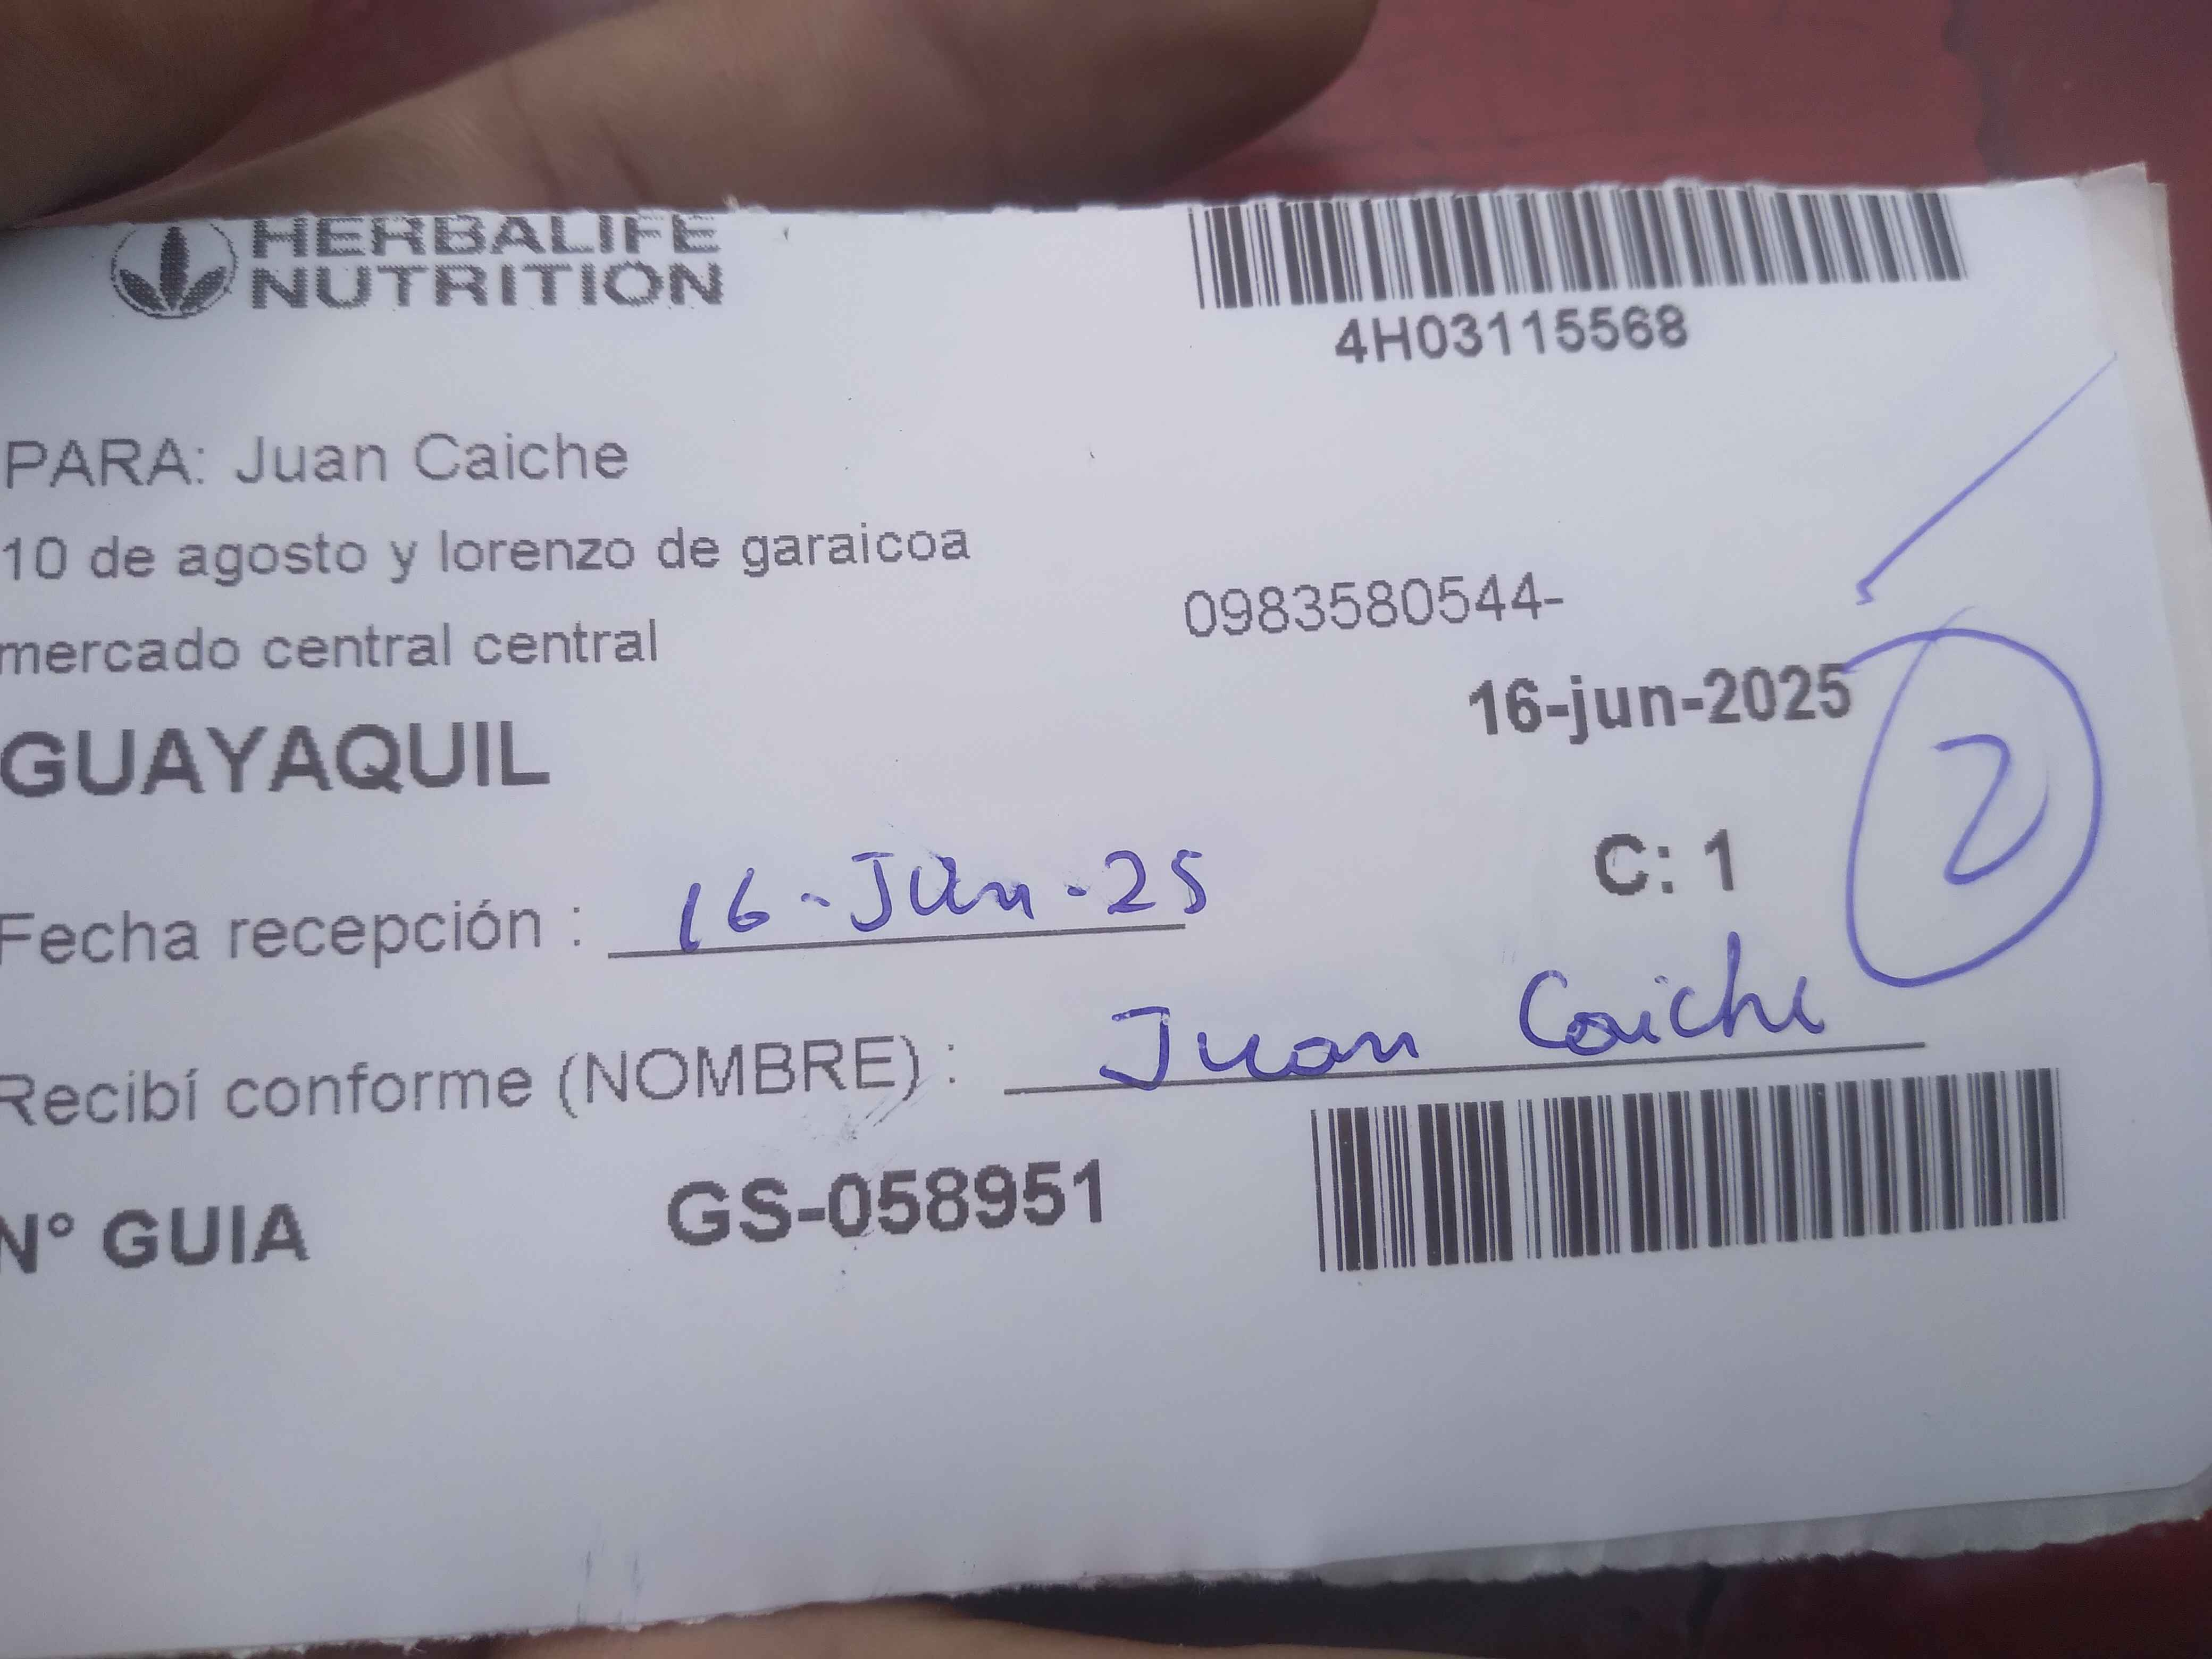 HERBALIFE
NUTRITION
4H03115568
PARA: Juan Caiche
10 de agosto y lorenzo de garaicoa
mercado central central
0983580544-
GUAYAQUIL
16-jun-2025
2
C: 1
Fecha recepción : 16-Jun-25
Recibí conforme (NOMBRE) : Juan Caiche
N° GUIA GS-058951